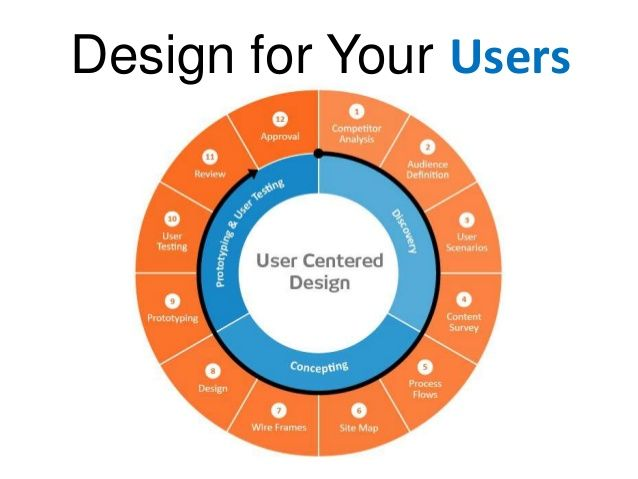 Design for Your Users
1
Competitor
Analysis
2
Audience
Definition
3
User
Scenarios
4
Content
Survey
5
Process
Flows
6
Site Map
7
Wire Frames
8
Design
9
Prototyping
10
User
Testing
11
Review
12
Approval
Discovery
Concepting
Prototyping & User Testing
User Centered
Design